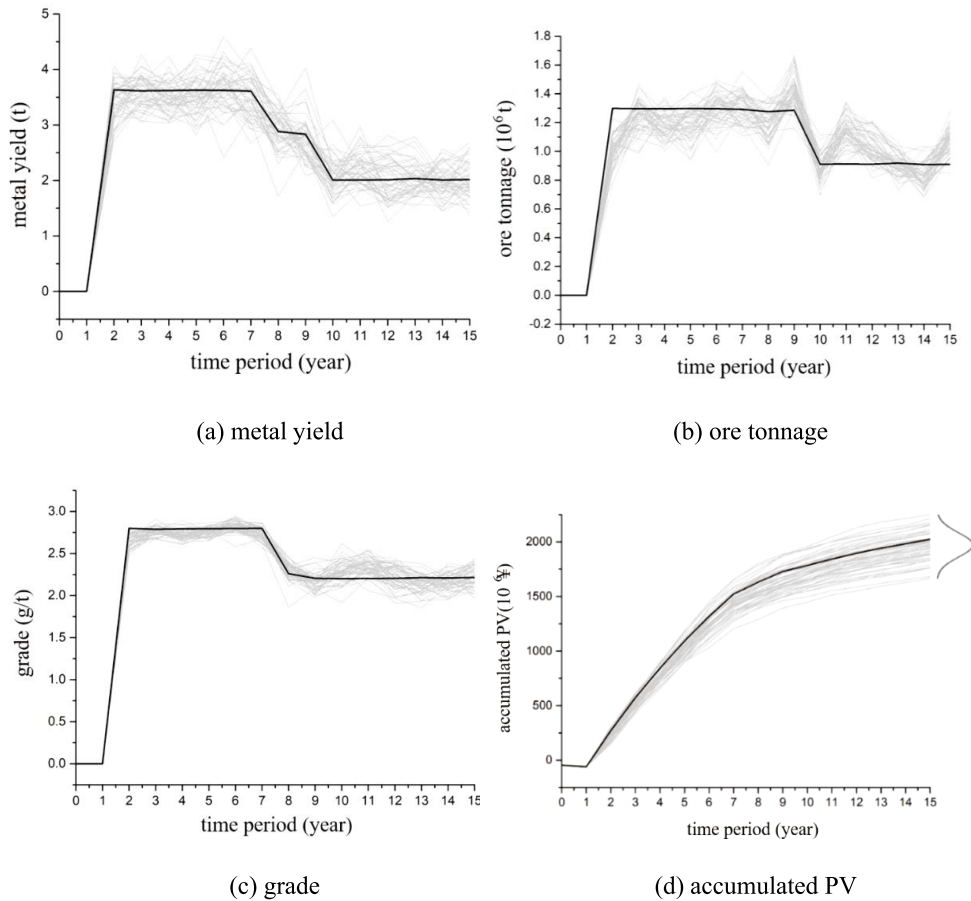 metal yield (t)
5
4
3
2
1
0
0 1 2 3 4 5 6 7 8 9 10 11 12 13 14 15
time period (year)
(a) metal yield
ore tonnage (10⁶ t)
1.8
1.6
1.4
1.2
1.0
0.8
0.6
0.4
0.2
0.0
-0.2
0 1 2 3 4 5 6 7 8 9 10 11 12 13 14 15
time period (year)
(b) ore tonnage
grade (g/t)
3.0
2.5
2.0
1.5
1.0
0.5
0.0
0 1 2 3 4 5 6 7 8 9 10 11 12 13 14 15
time period (year)
(c) grade
accumulated PV(10⁶¥)
2000
1500
1000
500
0
0 1 2 3 4 5 6 7 8 9 10 11 12 13 14 15
time period (year)
(d) accumulated PV